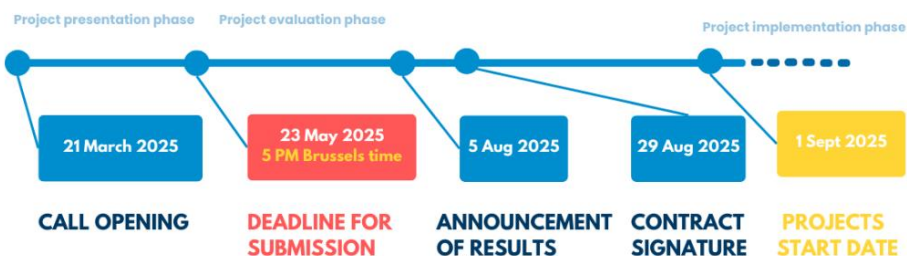 Project presentation phase
Project evaluation phase
Project implementation phase
21 March 2025
23 May 2025
5 PM Brussels time
5 Aug 2025
29 Aug 2025
1 Sept 2025
CALL OPENING
DEADLINE FOR
SUBMISSION
ANNOUNCEMENT
OF RESULTS
CONTRACT
SIGNATURE
PROJECTS
START DATE